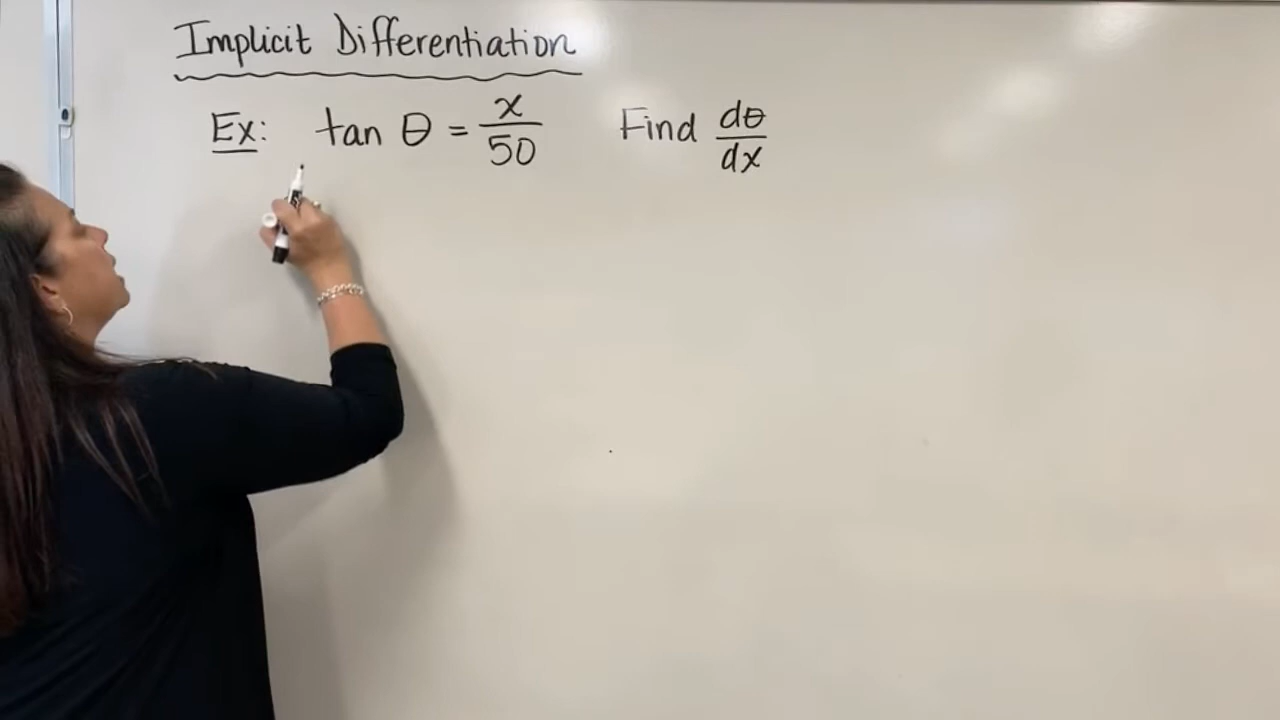 Implicit Differentiation
Ex: tan θ = x/50 Find dθ/dx